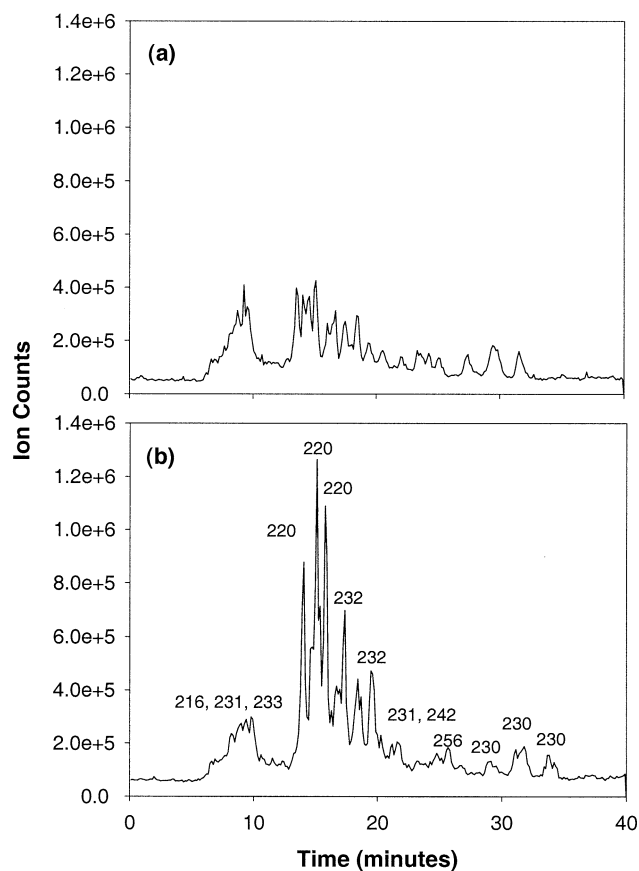 1.4e+6
(a)
1.2e+6
1.0e+6
8.0e+5
6.0e+5
4.0e+5
2.0e+5
0.0
Ion Counts
1.4e+6
(b)
220
1.2e+6
220
1.0e+6
220
8.0e+5
232
6.0e+5
232
4.0e+5
216, 231, 233
231, 242
2.0e+5
256
230
230
230
0.0
0
10
20
30
40
Time (minutes)